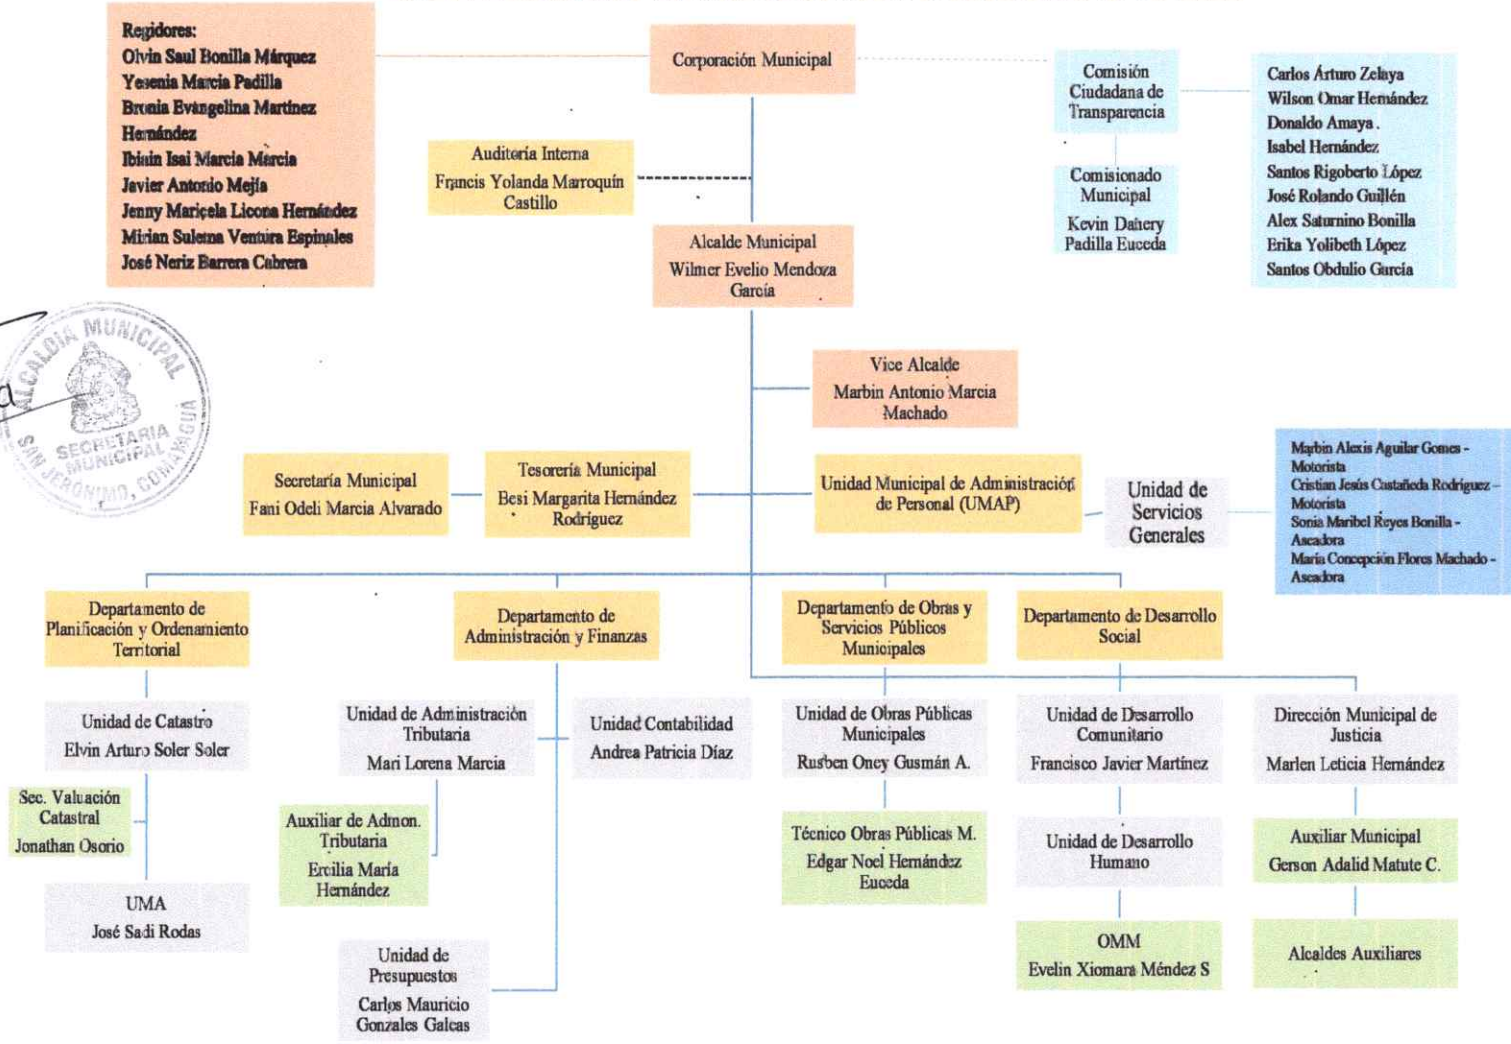 Regidores:
Olvin Saul Bonilla Márquez
Yesenia Marcia Padilla
Bronia Evangelina Martínez
Hernández
Ibiain Isai Marcia Marcia
Javier Antonio Mejía
Jenny Maricela Licona Hernández
Mirian Sulema Ventura Espinales
José Neriz Barrera Cabrera
Corporación Municipal
Comisión
Ciudadana de
Transparencia
Carlos Árturo Zelaya
Wilson Omar Hernández
Donaldo Amaya.
Isabel Hernández
Santos Rigoberto López
José Rolando Guillén
Alex Saturnino Bonilla
Erika Yolibeth López
Santos Obdulio García
Auditoría Interna
Francis Yolanda Marroquín
Castillo
Comisionado
Municipal
Kevin Danery
Padilla Euceda
Alcalde Municipal
Wilmer Evelio Mendoza
García
ALCALDIA MUNICIPAL
SECRETARIA
MUNICIPAL
SAN JERÓNIMO, COMAYAGUA
Vice Alcalde
Marbin Antonio Marcia
Machado
Secretaría Municipal
Fani Odeli Marcia Alvarado
Tesorería Municipal
Besi Margarita Hernández
Rodríguez
Unidad Municipal de Administración
de Personal (UMAP)
Unidad de
Servicios
Generales
Marbin Alexis Aguilar Gomes -
Motorista
Cristian Jesús Castañeda Rodríguez -
Motorista
Sonia Maribel Reyes Bonilla -
Aseadora
María Concepción Flores Machado -
Aseadora
Departamento de
Planificación y Ordenamiento
Territorial
Departamento de
Administración y Finanzas
Departamento de Obras y
Servicios Públicos
Municipales
Departamento de Desarrollo
Social
Unidad de Catastro
Elvin Arturo Soler Soler
Unidad de Administración
Tributaria
Mari Lorena Marcia
Unidad Contabilidad
Andrea Patricia Díaz
Unidad de Obras Públicas
Municipales
Rusben Oney Gusmán A.
Unidad de Desarrollo
Comunitario
Francisco Javier Martínez
Dirección Municipal de
Justicia
Marlen Leticia Hernández
Sec. Valuación
Catastral
Jonathan Osorio
Auxiliar de Admon.
Tributaria
Ercilia María
Hernández
Técnico Obras Públicas M.
Edgar Noel Hernández
Euceda
Unidad de Desarrollo
Humano
Auxiliar Municipal
Gerson Adalid Matute C.
UMA
José Sadi Rodas
Unidad de
Presupuestos
Carlos Mauricio
Gonzales Galeas
OMM
Evelin Xiomara Méndez S
Alcaldes Auxiliares